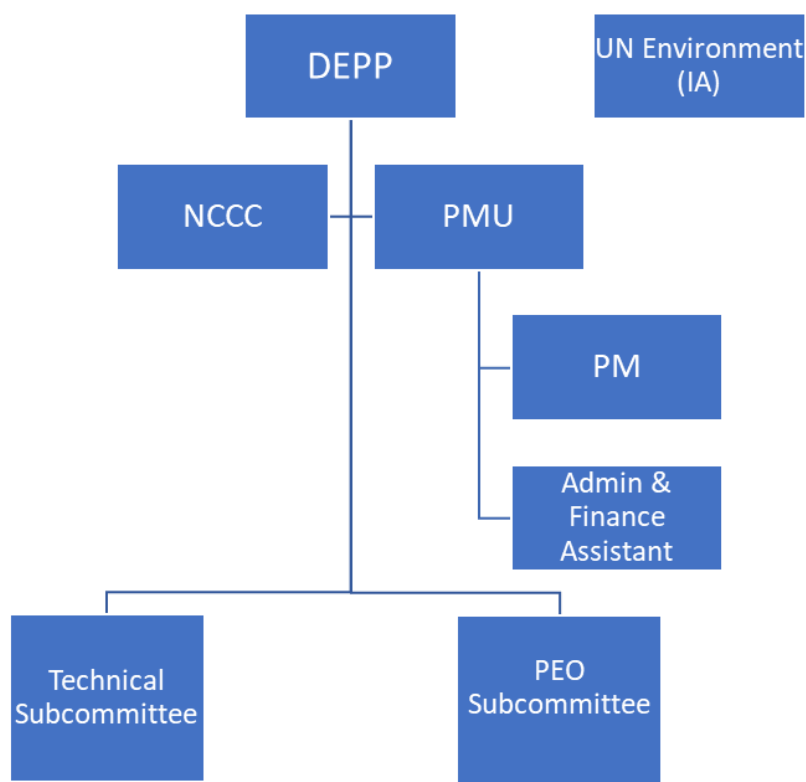 DEPP
UN Environment
(IA)
NCCC
PMU
PM
Admin &
Finance
Assistant
Technical
Subcommittee
PEO
Subcommittee